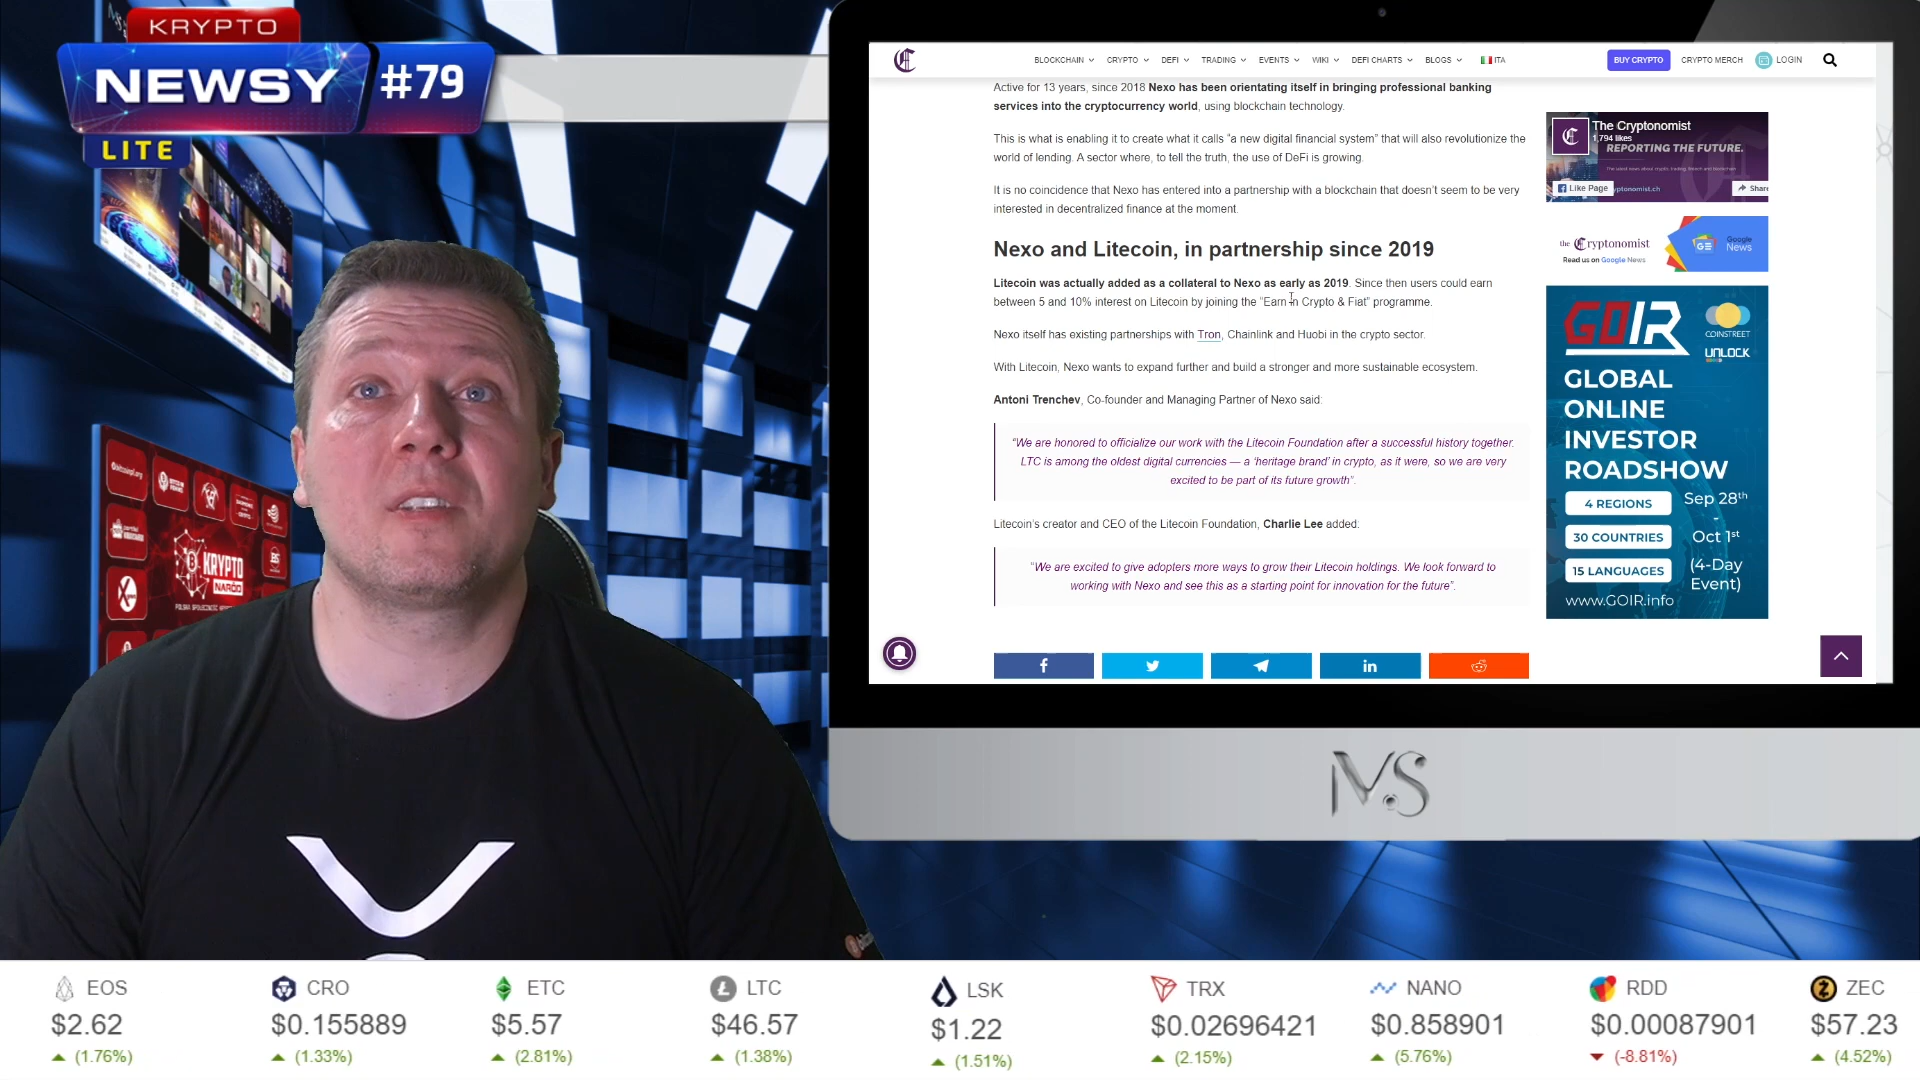 KRYPTO
NEWSY #79
LITE
BLOCKCHAIN CRYPTO DEFI TRADING EVENTS WIKI DEFI CHARTS BLOGS ITA BUY CRYPTO CRYPTO MERCH LOGIN
Active for 13 years, since 2018 Nexo has been orientating itself in bringing professional banking
services into the cryptocurrency world, using blockchain technology.
This is what is enabling it to create what it calls “a new digital financial system” that will also revolutionize the
world of lending. A sector where, to tell the truth, the use of DeFi is growing.
It is no coincidence that Nexo has entered into a partnership with a blockchain that doesn’t seem to be very
interested in decentralized finance at the moment.
Nexo and Litecoin, in partnership since 2019
Litecoin was actually added as a collateral to Nexo as early as 2019. Since then users could earn
between 5 and 10% interest on Litecoin by joining the “Earn in Crypto & Fiat” programme.
Nexo itself has existing partnerships with Tron, Chainlink and Huobi in the crypto sector.
With Litecoin, Nexo wants to expand further and build a stronger and more sustainable ecosystem.
Antoni Trenchev, Co-founder and Managing Partner of Nexo said:
“We are honored to officialize our work with the Litecoin Foundation after a successful history together.
LTC is among the oldest digital currencies — a ‘heritage brand’ in crypto, as it were, so we are very
excited to be part of its future growth”.
Litecoin’s creator and CEO of the Litecoin Foundation, Charlie Lee added:
“We are excited to give adopters more ways to grow their Litecoin holdings. We look forward to
working with Nexo and see this as a starting point for innovation for the future”.
The Cryptonomist
1,794 likes
REPORTING THE FUTURE.
Like Page
Share
the Cryptonomist
Read us on Google News
Google
News
GOIR
COINSTREET
UNLOCK
GLOBAL
ONLINE
INVESTOR
ROADSHOW
4 REGIONS
30 COUNTRIES
15 LANGUAGES
Sep 28th
-
Oct 1st
(4-Day
Event)
www.GOIR.info
KRYPTO
NARÓD
MS
EOS
$2.62
(1.76%)
CRO
$0.155889
(1.33%)
ETC
$5.57
(2.81%)
LTC
$46.57
(1.38%)
LSK
$1.22
(1.51%)
TRX
$0.02696421
(2.15%)
NANO
$0.858901
(5.76%)
RDD
$0.00087901
(-8.81%)
ZEC
$57.23
(4.52%)